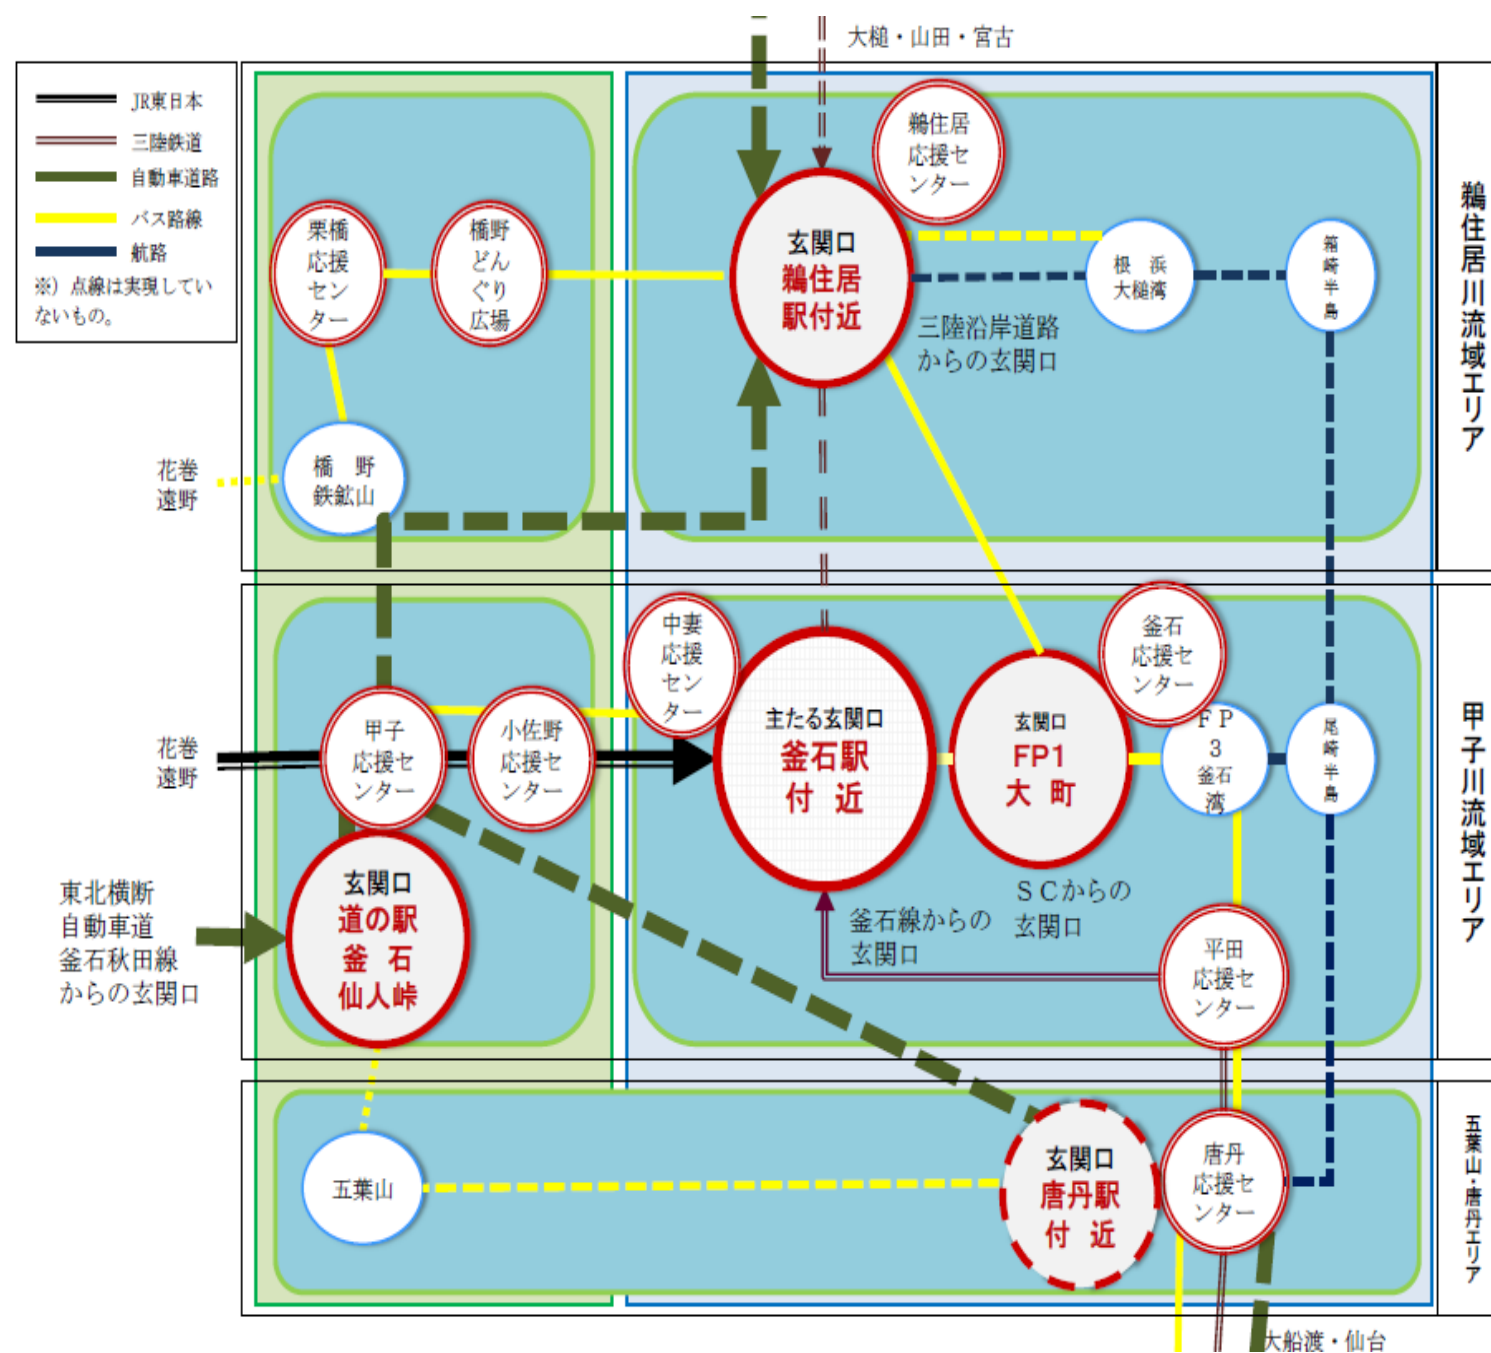 大槌・山田・宮古
JR東日本
三陸鉄道
自動車道路
バス路線
航路
※）点線は実現してい
ないもの。
鵜住居
応援セ
ンター
栗橋
応援
セン
ター
橋野
どん
ぐり
広場
玄関口
鵜住居
駅付近
根　浜
大槌湾
箱
崎
半
島
三陸沿岸道路
からの玄関口
鵜住居川流域エリア
花巻
遠野
橋　野
鉄鉱山
中妻
応援
セン
ター
釜石
応援セ
ンター
花巻
遠野
甲子
応援セ
ンター
小佐野
応援セ
ンター
主たる玄関口
釜石駅
付　近
玄関口
FP1
大　町
ＦＰ
３
釜石
湾
尾
崎
半
島
甲子川流域エリア
東北横断
自動車道
釜石秋田線
からの玄関口
玄関口
道の駅
釜　石
仙人峠
釜石線からの
玄関口
ＳＣからの
玄関口
平田
応援セ
ンター
五葉山
玄関口
唐丹駅
付　近
唐丹
応援セ
ンター
五葉山・唐丹エリア
大船渡・仙台